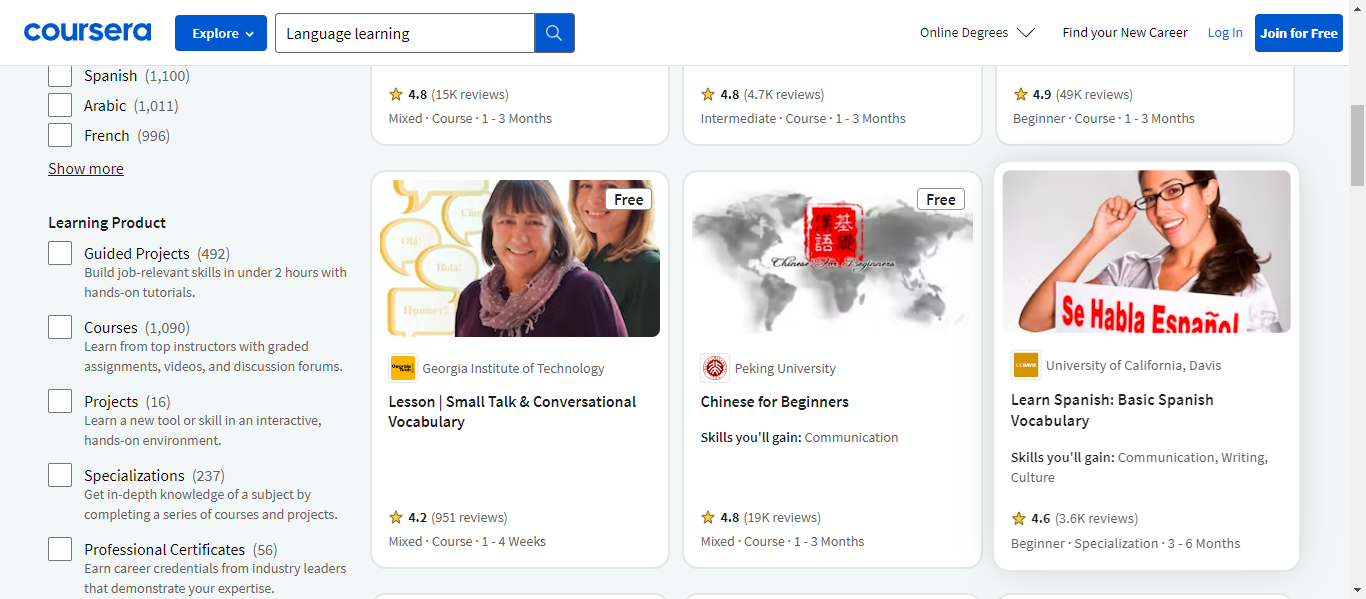 coursera
Explore
Language learning
Online Degrees
Find your New Career
Log In
Join for Free
Spanish (1,100)
Arabic (1,011)
French (996)
Show more
Learning Product
Guided Projects (492)
Build job-relevant skills in under 2 hours with
hands-on tutorials.
Courses (1,090)
Learn from top instructors with graded
assignments, videos, and discussion forums.
Projects (16)
Learn a new tool or skill in an interactive,
hands-on environment.
Specializations (237)
Get in-depth knowledge of a subject by
completing a series of courses and projects.
Professional Certificates (56)
Earn career credentials from industry leaders
that demonstrate your expertise.
4.8 (15K reviews)
Mixed · Course · 1 - 3 Months
4.8 (4.7K reviews)
Intermediate · Course · 1 - 3 Months
4.9 (49K reviews)
Beginner · Course · 1 - 3 Months
Free
Olá!
Hola!
Привет!
Georgia Institute of Technology
Lesson | Small Talk & Conversational
Vocabulary
4.2 (951 reviews)
Mixed · Course · 1 - 4 Weeks
Free
漢語
基礎
Chinese For Beginners
Peking University
Chinese for Beginners
Skills you'll gain: Communication
4.8 (19K reviews)
Mixed · Course · 1 - 3 Months
Se Habla Español
University of California, Davis
Learn Spanish: Basic Spanish
Vocabulary
Skills you'll gain: Communication, Writing,
Culture
4.6 (3.6K reviews)
Beginner · Specialization · 3 - 6 Months